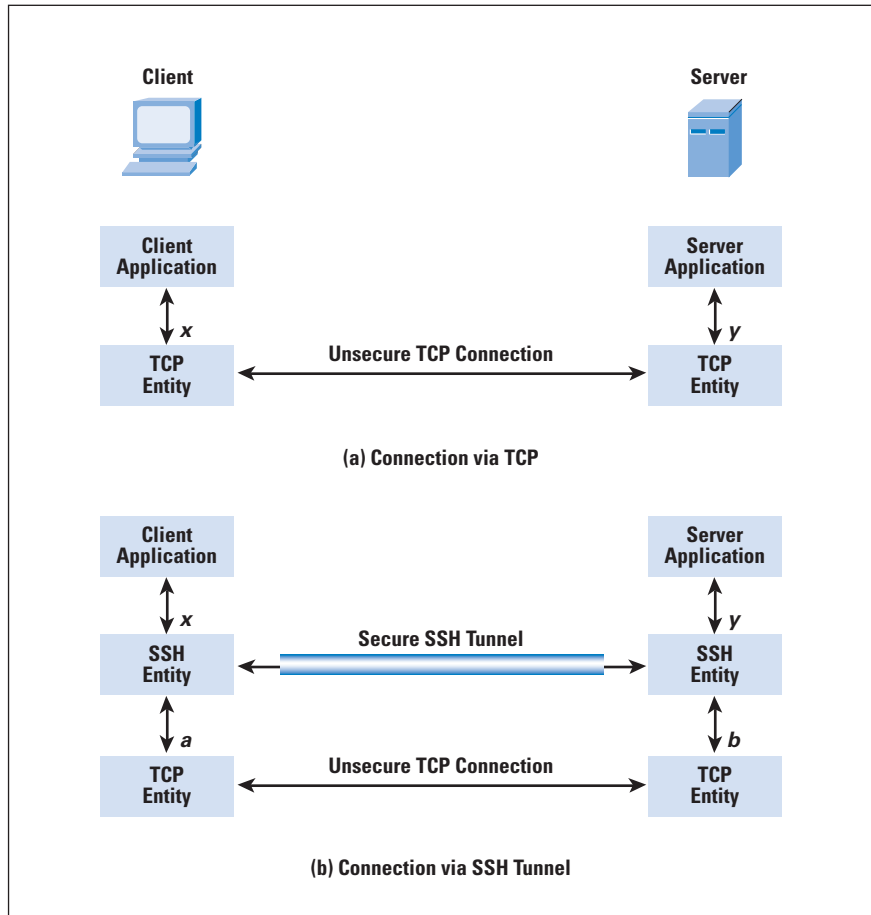 Client
Server
Client
Application
Server
Application
x
y
TCP
Entity
Unsecure TCP Connection
TCP
Entity
(a) Connection via TCP
Client
Application
Server
Application
x
y
SSH
Entity
Secure SSH Tunnel
SSH
Entity
a
b
TCP
Entity
Unsecure TCP Connection
TCP
Entity
(b) Connection via SSH Tunnel